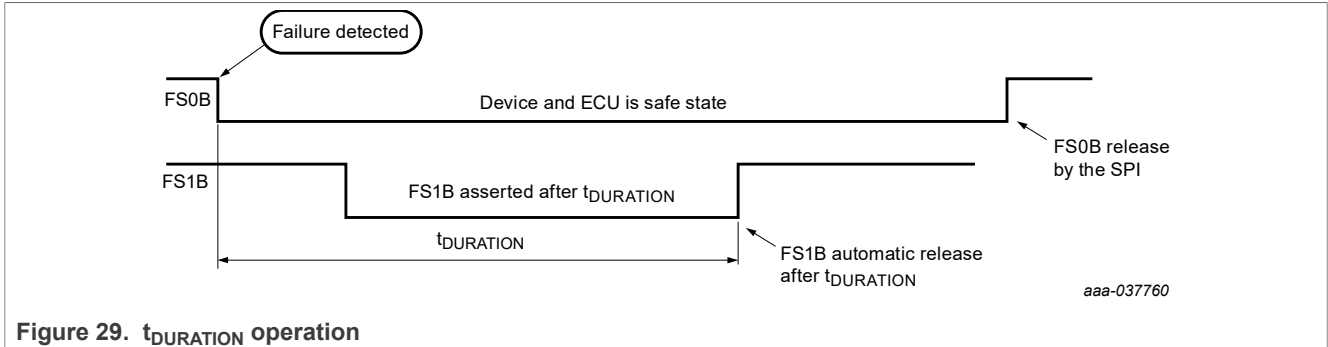 Failure detected
FS0B
Device and ECU is safe state
FS0B release
by the SPI
FS1B
FS1B asserted after tDURATION
tDURATION
FS1B automatic release
after tDURATION
aaa-037760
Figure 29. tDURATION operation